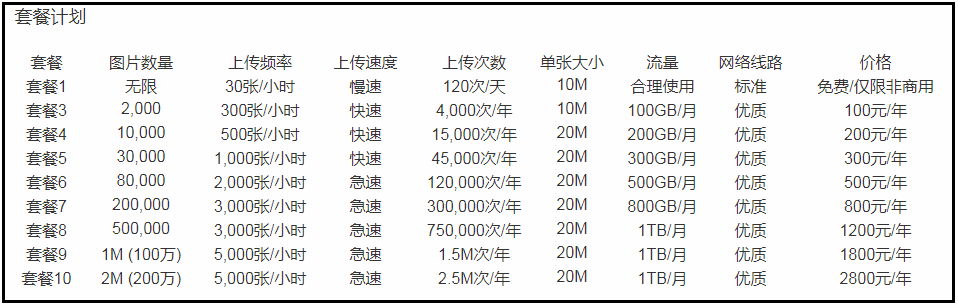 套餐计划
套餐 图片数量 上传频率 上传速度 上传次数 单张大小 流量 网络线路 价格
套餐1 无限 30张/小时 慢速 120次/天 10M 合理使用 标准 免费/仅限非商用
套餐3 2,000 300张/小时 快速 4,000次/年 10M 100GB/月 优质 100元/年
套餐4 10,000 500张/小时 快速 15,000次/年 20M 200GB/月 优质 200元/年
套餐5 30,000 1,000张/小时 快速 45,000次/年 20M 300GB/月 优质 300元/年
套餐6 80,000 2,000张/小时 急速 120,000次/年 20M 500GB/月 优质 500元/年
套餐7 200,000 3,000张/小时 急速 300,000次/年 20M 800GB/月 优质 800元/年
套餐8 500,000 3,000张/小时 急速 750,000次/年 20M 1TB/月 优质 1200元/年
套餐9 1M (100万) 5,000张/小时 急速 1.5M次/年 20M 1TB/月 优质 1800元/年
套餐10 2M (200万) 5,000张/小时 急速 2.5M次/年 20M 1TB/月 优质 2800元/年